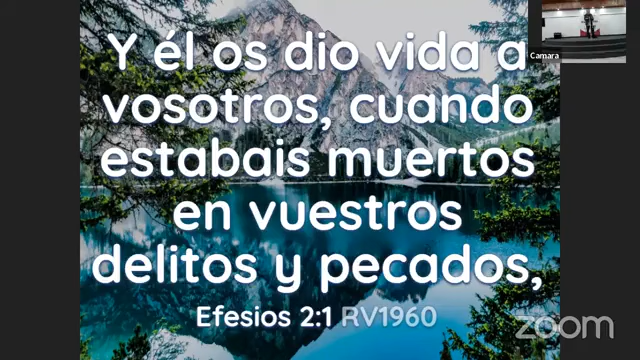 Y él os dio vida a
vosotros, cuando
estabais muertos
en vuestros
delitos y pecados,
Efesios 2:1 RV1960
Camara
zoom